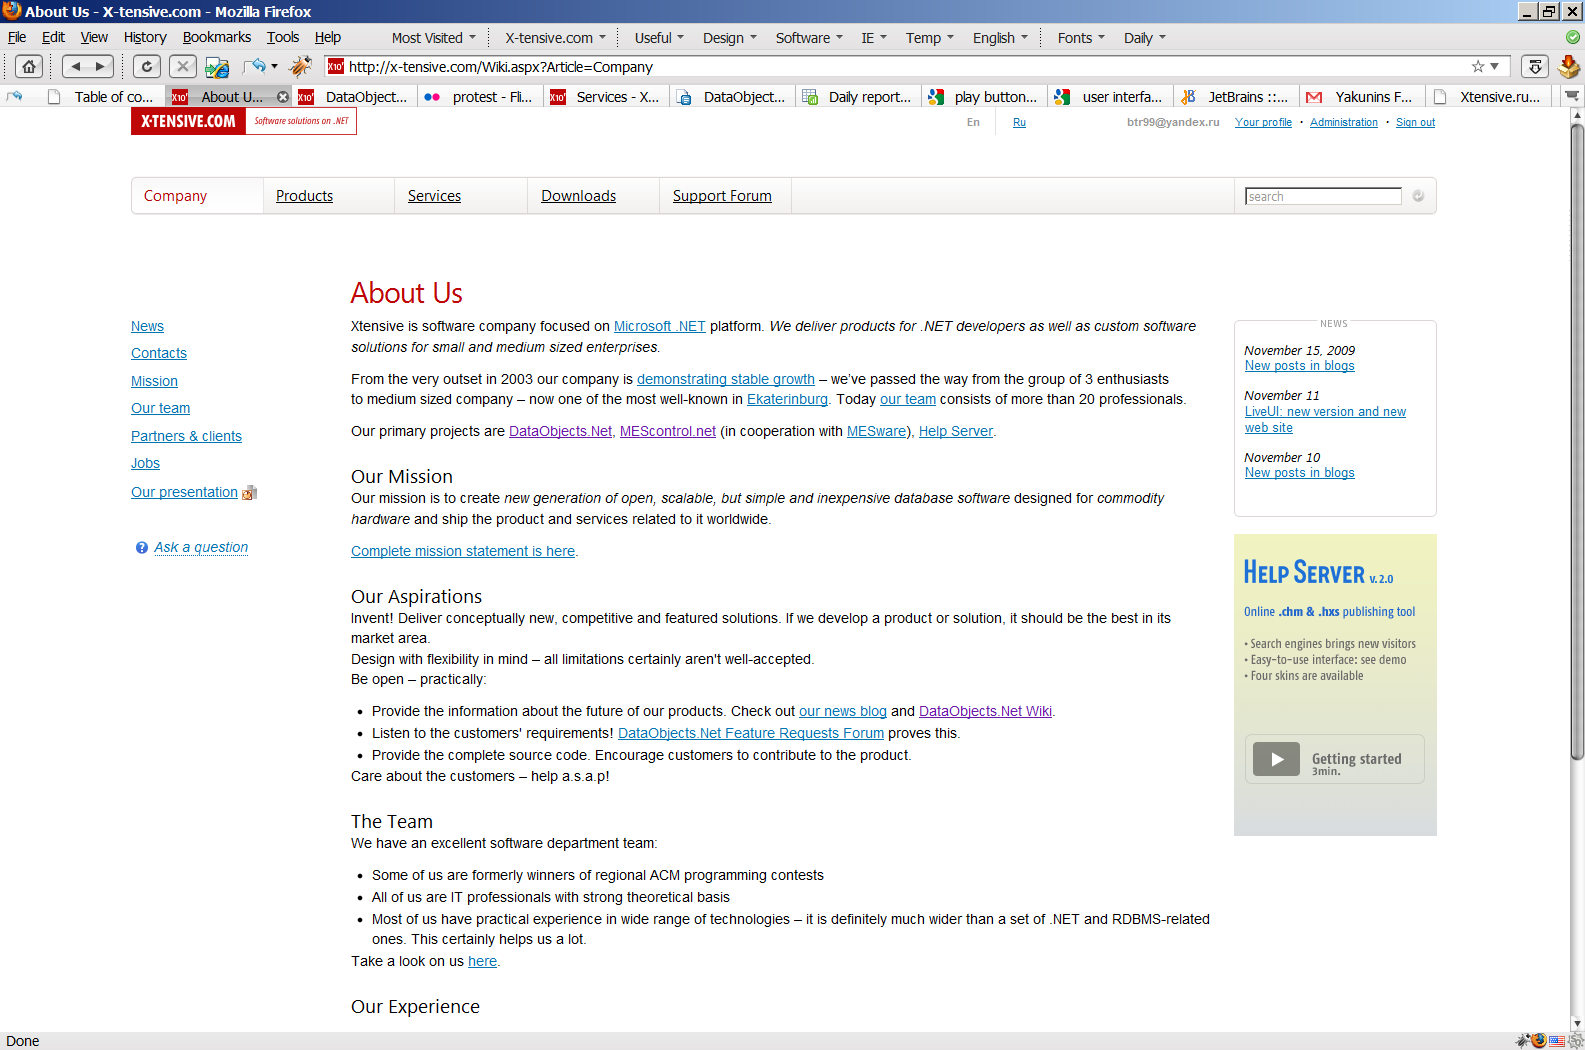 About Us - X-tensive.com - Mozilla Firefox
File Edit View History Bookmarks Tools Help Most Visited X-tensive.com Useful Design Software IE Temp English Fonts Daily
http://x-tensive.com/Wiki.aspx?Article=Company
Table of co... About U... DataObject... protest - Fli... Services - X... DataObject... Daily report... play button... user interfa... JetBrains ::... Yakunins F... Xtensive.ru...
X-TENSIVE.COM Software solutions on .NET
En Ru btr99@yandex.ru Your profile · Administration · Sign out
Company Products Services Downloads Support Forum search
About Us
News
Contacts
Mission
Our team
Partners & clients
Jobs
Our presentation
Ask a question
Xtensive is software company focused on Microsoft .NET platform. We deliver products for .NET developers as well as custom software
solutions for small and medium sized enterprises.
From the very outset in 2003 our company is demonstrating stable growth – we've passed the way from the group of 3 enthusiasts
to medium sized company – now one of the most well-known in Ekaterinburg. Today our team consists of more than 20 professionals.
Our primary projects are DataObjects.Net, MEScontrol.net (in cooperation with MESware), Help Server.
Our Mission
Our mission is to create new generation of open, scalable, but simple and inexpensive database software designed for commodity
hardware and ship the product and services related to it worldwide.
Complete mission statement is here.
Our Aspirations
Invent! Deliver conceptually new, competitive and featured solutions. If we develop a product or solution, it should be the best in its
market area.
Design with flexibility in mind – all limitations certainly aren't well-accepted.
Be open – practically:
• Provide the information about the future of our products. Check out our news blog and DataObjects.Net Wiki.
• Listen to the customers' requirements! DataObjects.Net Feature Requests Forum proves this.
• Provide the complete source code. Encourage customers to contribute to the product.
Care about the customers – help a.s.a.p!
The Team
We have an excellent software department team:
• Some of us are formerly winners of regional ACM programming contests
• All of us are IT professionals with strong theoretical basis
• Most of us have practical experience in wide range of technologies – it is definitely much wider than a set of .NET and RDBMS-related
ones. This certainly helps us a lot.
Take a look on us here.
Our Experience
NEWS
November 15, 2009
New posts in blogs
November 11
LiveUI: new version and new
web site
November 10
New posts in blogs
HELP SERVER v. 2.0
Online .chm & .hxs publishing tool
• Search engines brings new visitors
• Easy-to-use interface: see demo
• Four skins are available
Getting started
3min.
Done